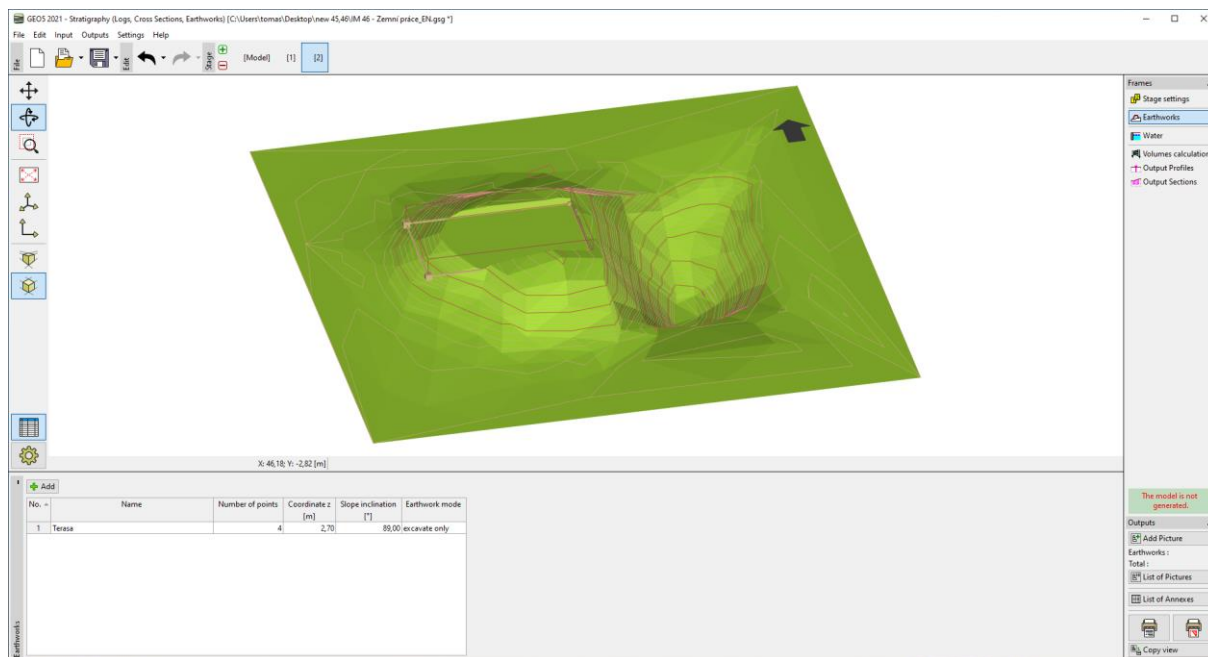 GEO5 2021 - Stratigraphy (Logs, Cross Sections, Earthworks) [C:\Users\tomas\Desktop\new 45,46\IM 46 - Zemní práce_EN.gsg *]
File Edit Input Outputs Settings Help
File
Edit
Stage
[Model] [1] [2]
Frames
Stage settings
Earthworks
Water
Volumes calculation
Output Profiles
Output Sections
X: 46,18; Y: -2,82 [m]
Add
No. Name Number of points Coordinate z Slope inclination Earthwork mode
[m] [°]
1 Terasa 4 2,70 89,00 excavate only
Earthworks
The model is not
generated.
Outputs
Add Picture
Earthworks :
Total :
List of Pictures
List of Annexes
Copy view